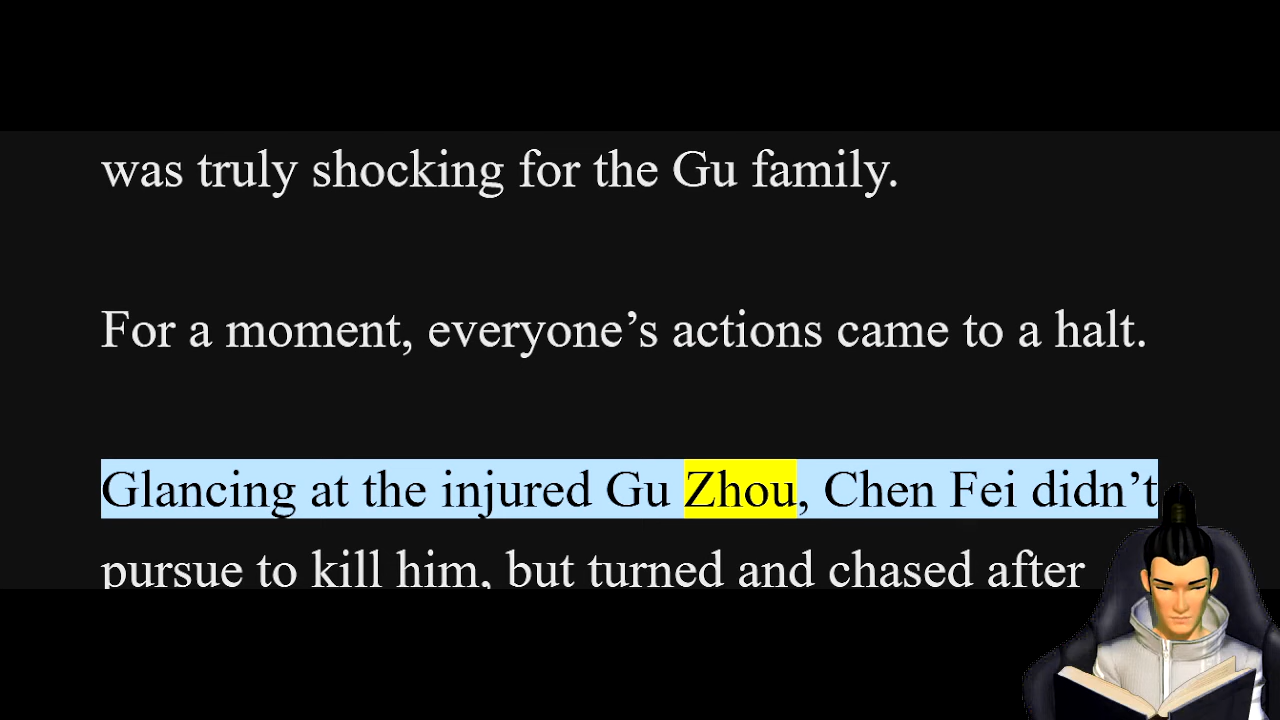 was truly shocking for the Gu family.
For a moment, everyone’s actions came to a halt.
Glancing at the injured Gu Zhou, Chen Fei didn’t
pursue to kill him, but turned and chased after